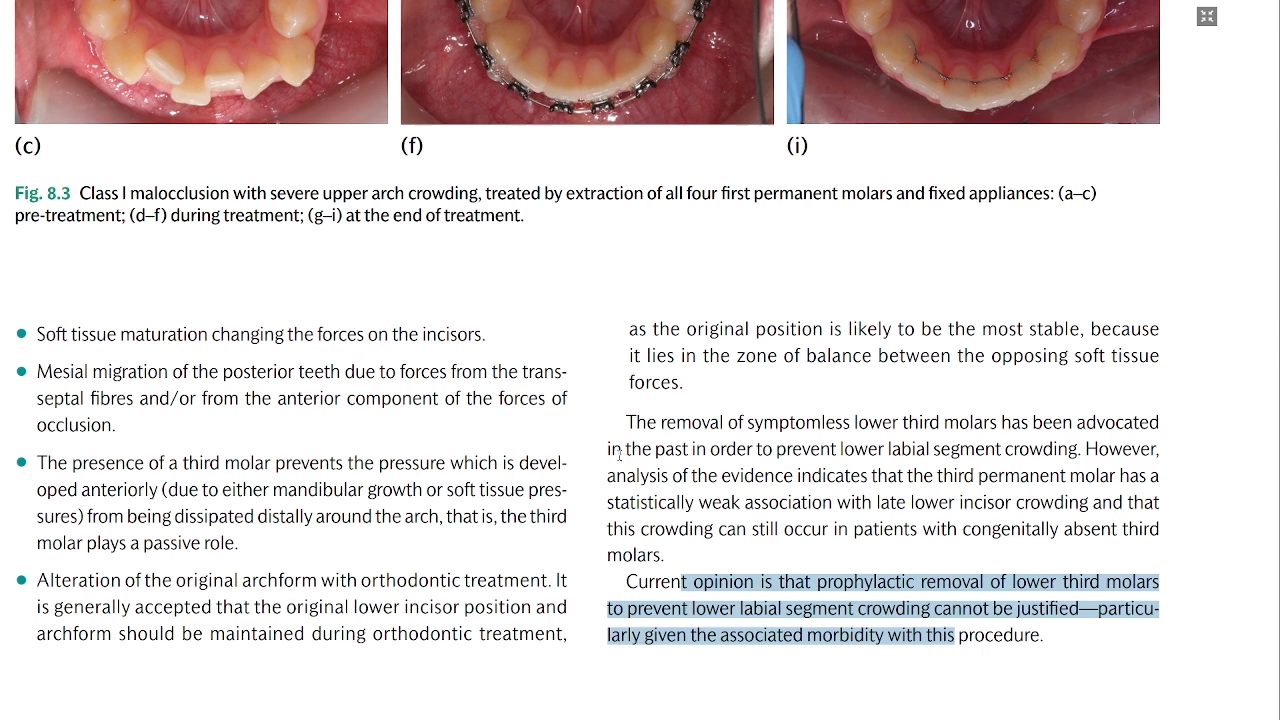 (c)
(f)
(i)
Fig. 8.3 Class I malocclusion with severe upper arch crowding, treated by extraction of all four first permanent molars and fixed appliances: (a–c)
pre-treatment; (d–f) during treatment; (g–i) at the end of treatment.
• Soft tissue maturation changing the forces on the incisors.
• Mesial migration of the posterior teeth due to forces from the trans-
septal fibres and/or from the anterior component of the forces of
occlusion.
• The presence of a third molar prevents the pressure which is devel-
oped anteriorly (due to either mandibular growth or soft tissue pres-
sures) from being dissipated distally around the arch, that is, the third
molar plays a passive role.
• Alteration of the original archform with orthodontic treatment. It
is generally accepted that the original lower incisor position and
archform should be maintained during orthodontic treatment,
as the original position is likely to be the most stable, because
it lies in the zone of balance between the opposing soft tissue
forces.
The removal of symptomless lower third molars has been advocated
in the past in order to prevent lower labial segment crowding. However,
analysis of the evidence indicates that the third permanent molar has a
statistically weak association with late lower incisor crowding and that
this crowding can still occur in patients with congenitally absent third
molars.
Current opinion is that prophylactic removal of lower third molars
to prevent lower labial segment crowding cannot be justified—particu-
larly given the associated morbidity with this procedure.